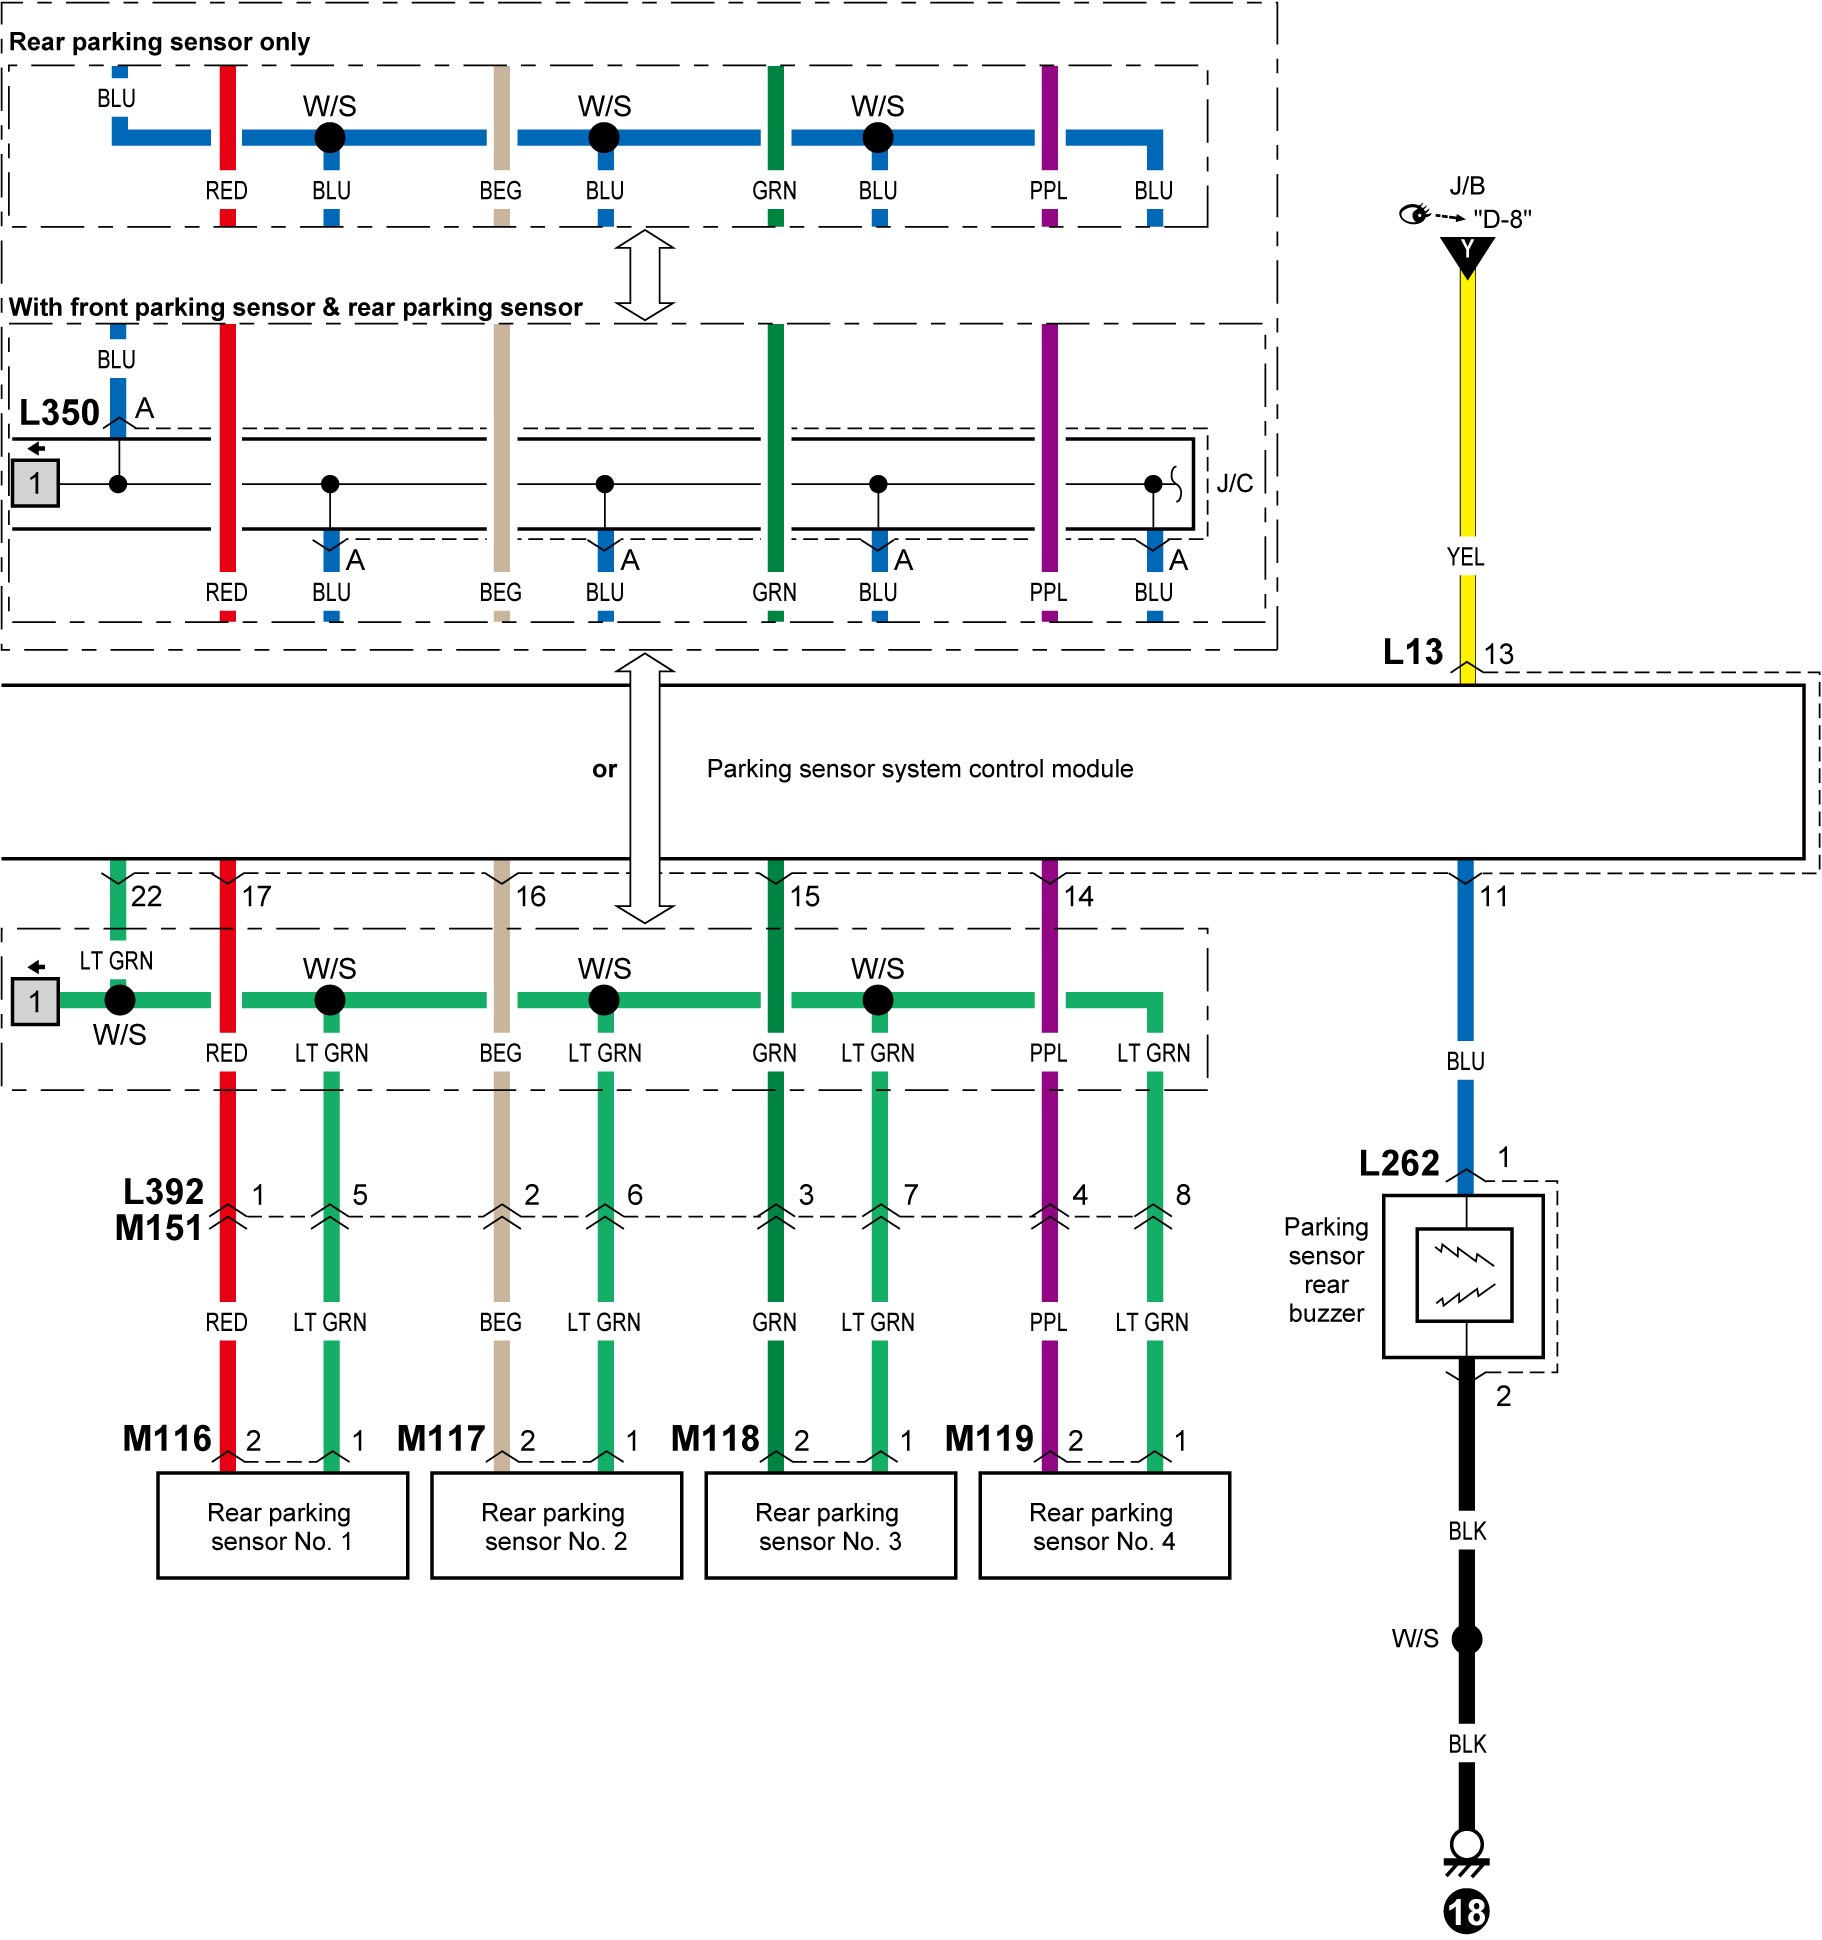 Rear parking sensor only
BLU
W/S W/S W/S
RED BLU BEG BLU GRN BLU PPL BLU
J/B
"D-8"
Y
With front parking sensor & rear parking sensor
BLU
L350 A
1
J/C
A A A A
RED BLU BEG BLU GRN BLU PPL BLU
YEL
L13 13
or Parking sensor system control module
22 17 16 15 14 11
LT GRN W/S W/S W/S
1
W/S
RED LT GRN BEG LT GRN GRN LT GRN PPL LT GRN
BLU
L392 1 5 2 6 3 7 4 8
M151
L262 1
Parking
sensor
rear
buzzer
2
RED LT GRN BEG LT GRN GRN LT GRN PPL LT GRN
M116 2 1 M117 2 1 M118 2 1 M119 2 1
Rear parking
sensor No. 1
Rear parking
sensor No. 2
Rear parking
sensor No. 3
Rear parking
sensor No. 4
BLK
W/S
BLK
18